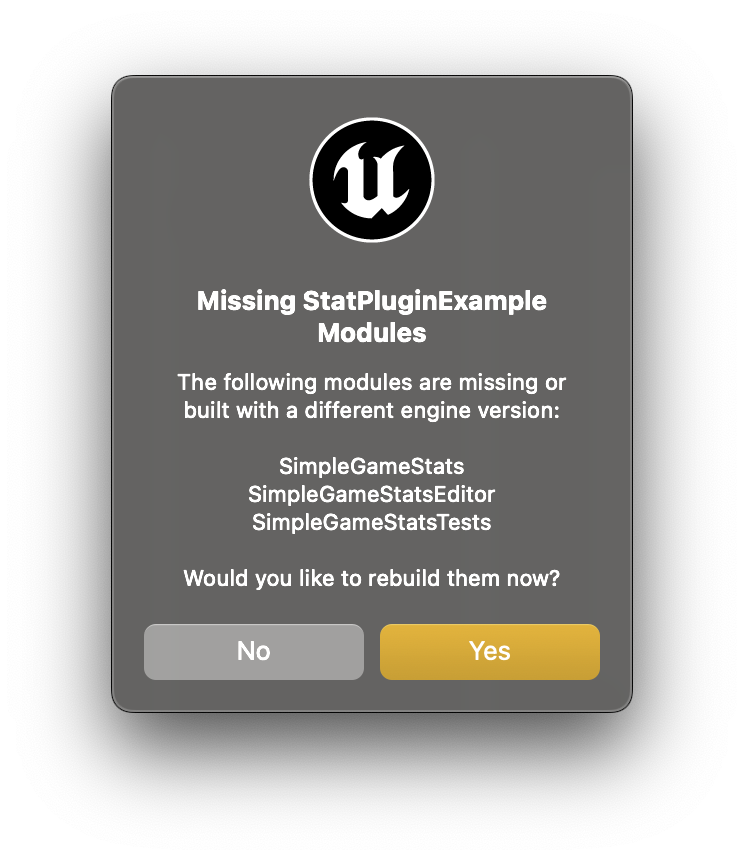 Missing StatPluginExample
Modules
The following modules are missing or
built with a different engine version:
SimpleGameStats
SimpleGameStatsEditor
SimpleGameStatsTests
Would you like to rebuild them now?
No
Yes